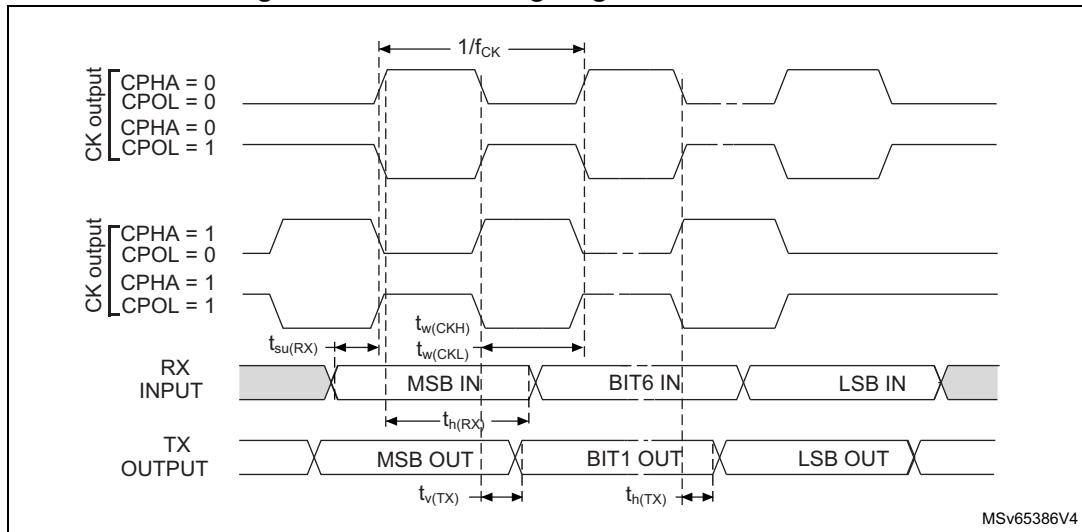 1/fCK
CK output
CPHA = 0
CPOL = 0
CPHA = 0
CPOL = 1
CK output
CPHA = 1
CPOL = 0
CPHA = 1
CPOL = 1
tw(CKH)
tw(CKL)
tsu(RX)
RX
INPUT
MSB IN
BIT6 IN
LSB IN
th(RX)
TX
OUTPUT
MSB OUT
BIT1 OUT
LSB OUT
tv(TX)
th(TX)
MSv65386V4